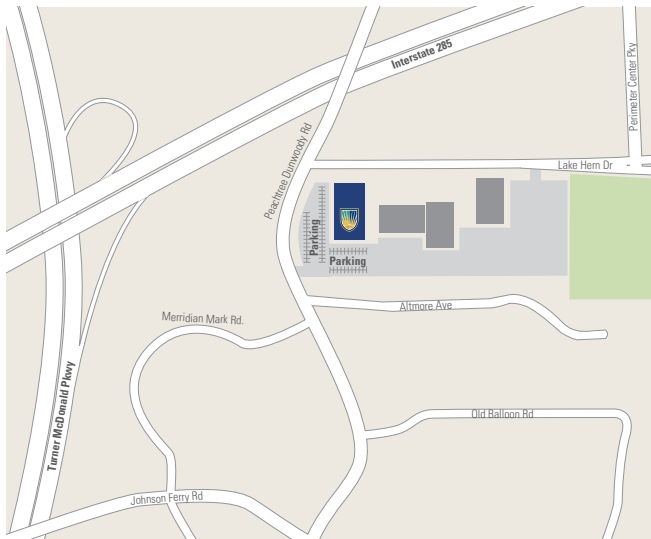 Interstate 285
Perimeter Center Pky
Peachtree Dunwoody Rd
Lake Hern Dr
Parking
Parking
Altmore Ave
Merridian Mark Rd.
Turner McDonald Pkwy
Old Balloon Rd
Johnson Ferry Rd